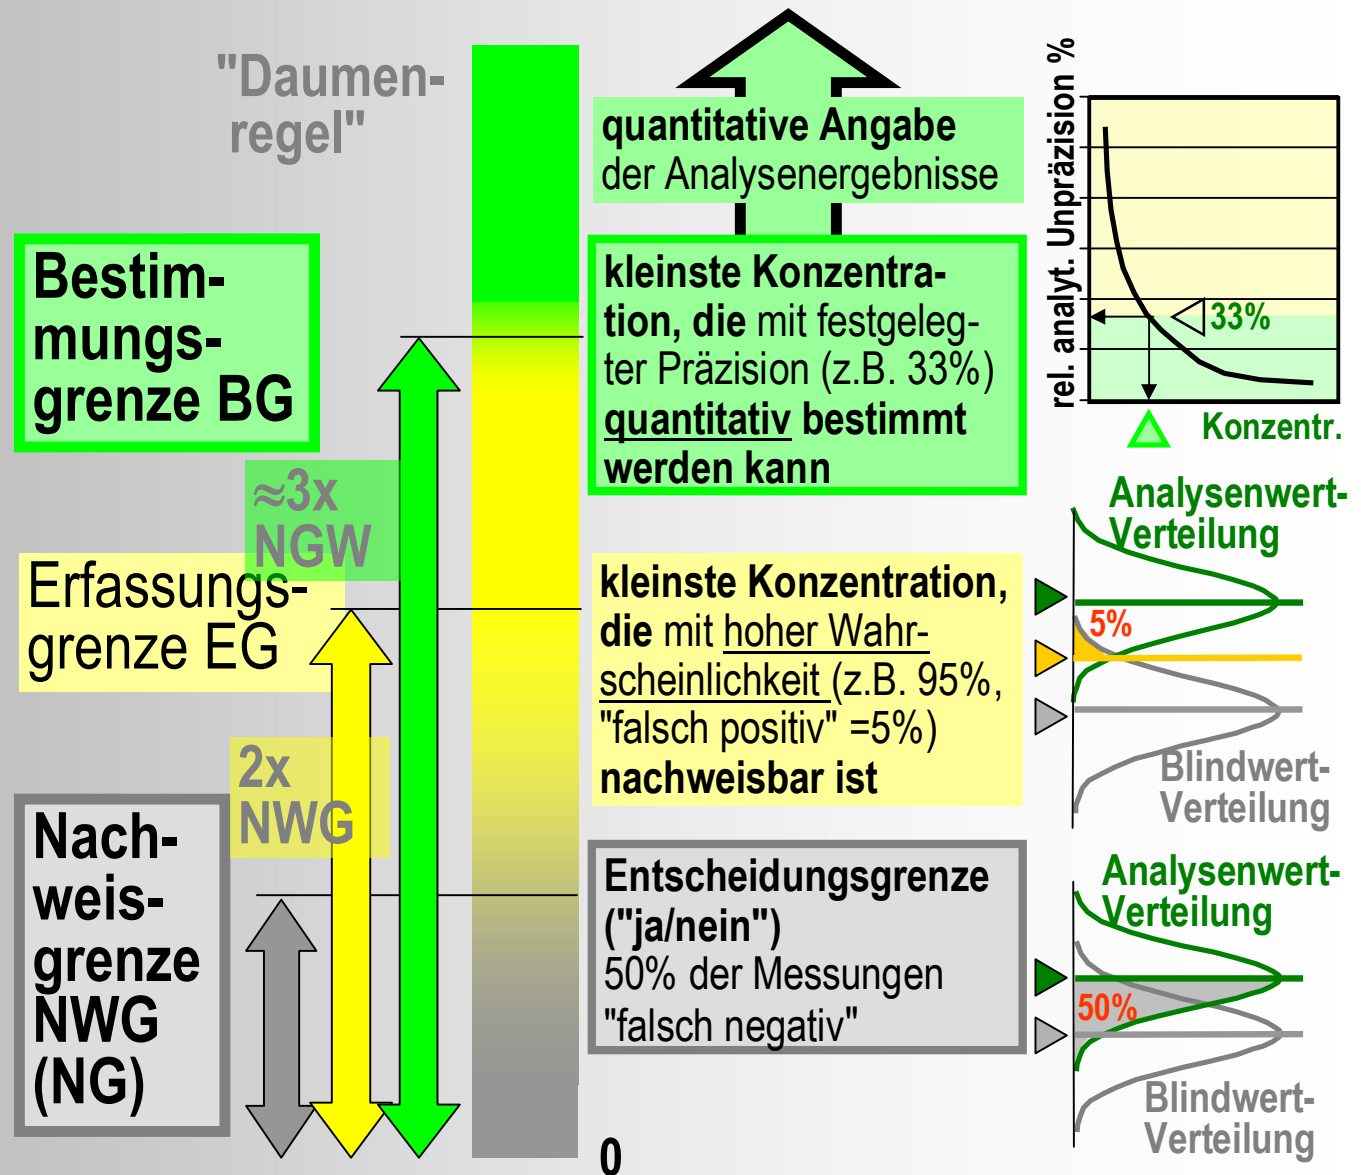 "Daumen-
regel"
quantitative Angabe
der Analysenergebnisse
rel. analyt. Unpräzision %
33%
Konzentr.
Bestim-
mungs-
grenze BG
kleinste Konzentra-
tion, die mit festgeleg-
ter Präzision (z.B. 33%)
quantitativ bestimmt
werden kann
≈3x
NGW
Erfassungs-
grenze EG
kleinste Konzentration,
die mit hoher Wahr-
scheinlichkeit (z.B. 95%,
"falsch positiv" =5%)
nachweisbar ist
Analysenwert-
Verteilung
5%
Blindwert-
Verteilung
2x
NWG
Nach-
weis-
grenze
NWG
(NG)
Entscheidungsgrenze
("ja/nein")
50% der Messungen
"falsch negativ"
Analysenwert-
Verteilung
50%
Blindwert-
Verteilung
0